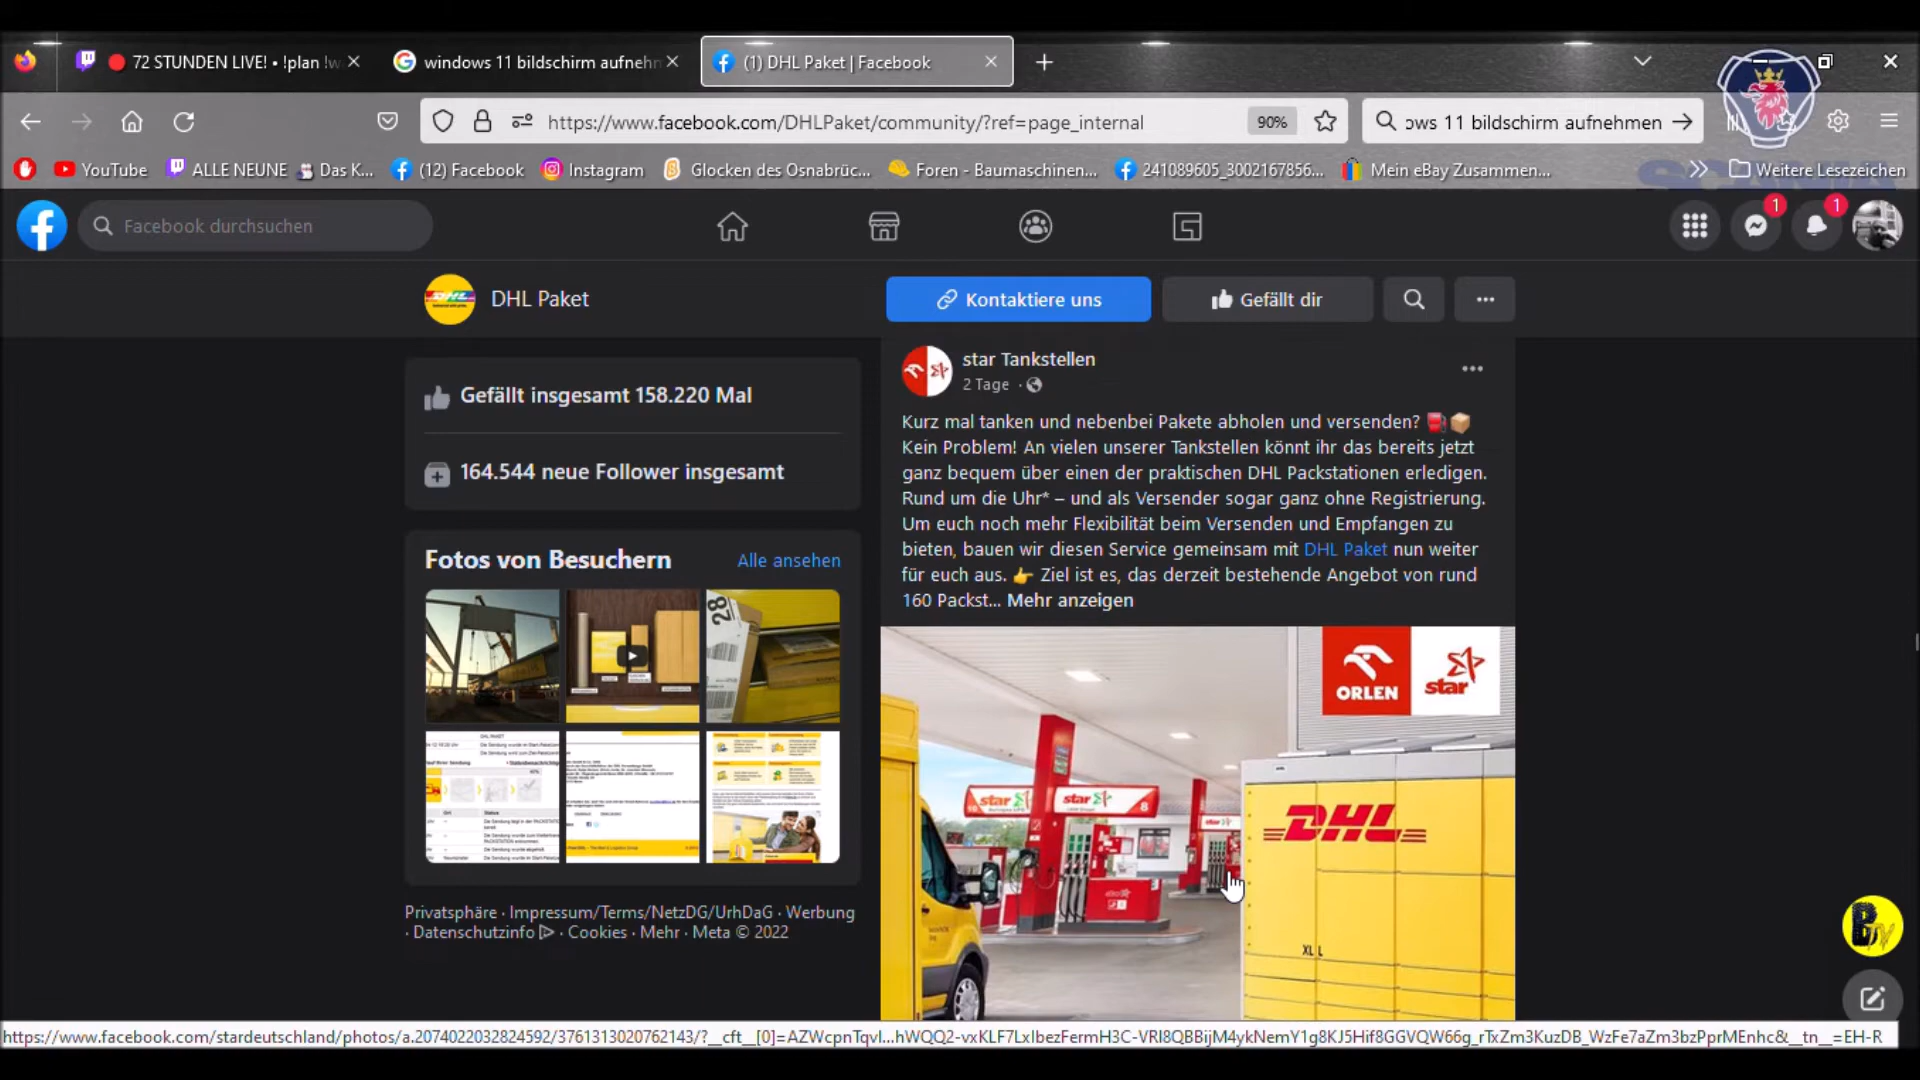 72 STUNDEN LIVE! • !plan !w
windows 11 bildschirm aufnehm
(1) DHL Paket | Facebook
https://www.facebook.com/DHLPaket/community/?ref=page_internal
90%
ows 11 bildschirm aufnehmen
YouTube
ALLE NEUNE
Das K...
(12) Facebook
Instagram
Glocken des Osnabrüc...
Foren - Baumaschinen...
241089605_3002167856...
Mein eBay Zusammen...
Weitere Lesezeichen
SCANIA
Facebook durchsuchen
1
1
DHL Paket
Kontaktiere uns
Gefällt dir
Gefällt insgesamt 158.220 Mal
164.544 neue Follower insgesamt
Fotos von Besuchern
Alle ansehen
28
DHL PAKET
Privatsphäre · Impressum/Terms/NetzDG/UrhDaG · Werbung
· Datenschutzinfo · Cookies · Mehr · Meta © 2022
star Tankstellen
2 Tage ·
Kurz mal tanken und nebenbei Pakete abholen und versenden?
Kein Problem! An vielen unserer Tankstellen könnt ihr das bereits jetzt
ganz bequem über einen der praktischen DHL Packstationen erledigen.
Rund um die Uhr* – und als Versender sogar ganz ohne Registrierung.
Um euch noch mehr Flexibilität beim Versenden und Empfangen zu
bieten, bauen wir diesen Service gemeinsam mit DHL Paket nun weiter
für euch aus. Ziel ist es, das derzeit bestehende Angebot von rund
160 Packst... Mehr anzeigen
ORLEN
star
star
star
8
star
DHL
XL L
https://www.facebook.com/stardeutschland/photos/a.2074022032824592/3761313020762143/?__cft__[0]=AZWcpnTqvI...hWQQ2-vxKLF7LxIbezFermH3C-VRI8QBBijM4ykNemY1g8KJ5Hif8GGVQW66g_rTxZm3KuzDB_WzFe7aZm3bzPprMEnhc&__tn__=EH-R